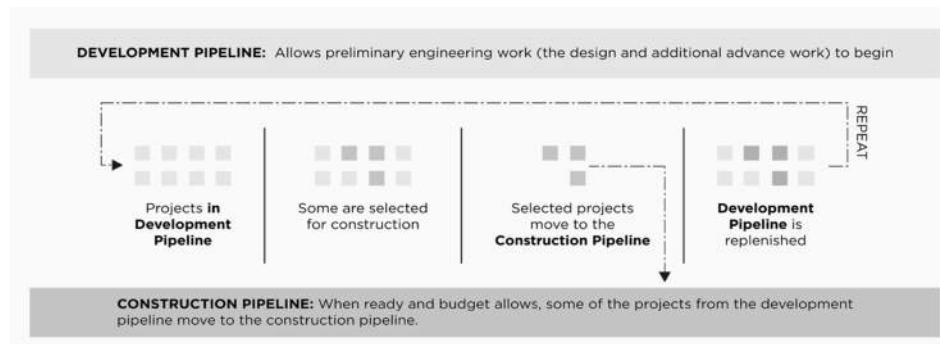 DEVELOPMENT PIPELINE: Allows preliminary engineering work (the design and additional advance work) to begin
REPEAT
Projects in
Development
Pipeline
Some are selected
for construction
Selected projects
move to the
Construction Pipeline
Development
Pipeline is
replenished
CONSTRUCTION PIPELINE: When ready and budget allows, some of the projects from the development
pipeline move to the construction pipeline.